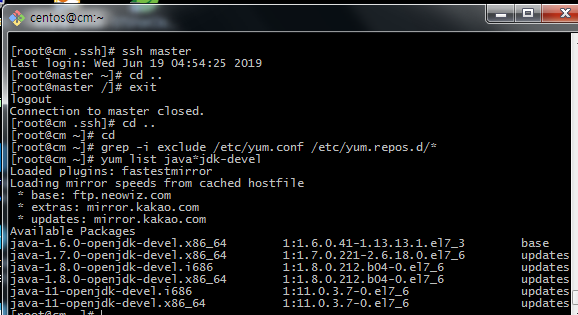 centos@cm:~
[root@cm .ssh]# ssh master
Last login: Wed Jun 19 04:54:25 2019
[root@master ~]# cd ..
[root@master /]# exit
logout
Connection to master closed.
[root@cm .ssh]# cd ..
[root@cm ~]# cd
[root@cm ~]# grep -i exclude /etc/yum.conf /etc/yum.repos.d/*
[root@cm ~]# yum list java*jdk-devel
Loaded plugins: fastestmirror
Loading mirror speeds from cached hostfile
* base: ftp.neowiz.com
* extras: mirror.kakao.com
* updates: mirror.kakao.com
Available Packages
java-1.6.0-openjdk-devel.x86_64 1:1.6.0.41-1.13.13.1.el7_3 base
java-1.7.0-openjdk-devel.x86_64 1:1.7.0.221-2.6.18.0.el7_6 updates
java-1.8.0-openjdk-devel.i686 1:1.8.0.212.b04-0.el7_6 updates
java-1.8.0-openjdk-devel.x86_64 1:1.8.0.212.b04-0.el7_6 updates
java-11-openjdk-devel.i686 1:11.0.3.7-0.el7_6 updates
java-11-openjdk-devel.x86_64 1:11.0.3.7-0.el7_6 updates
[root@cm ~]#